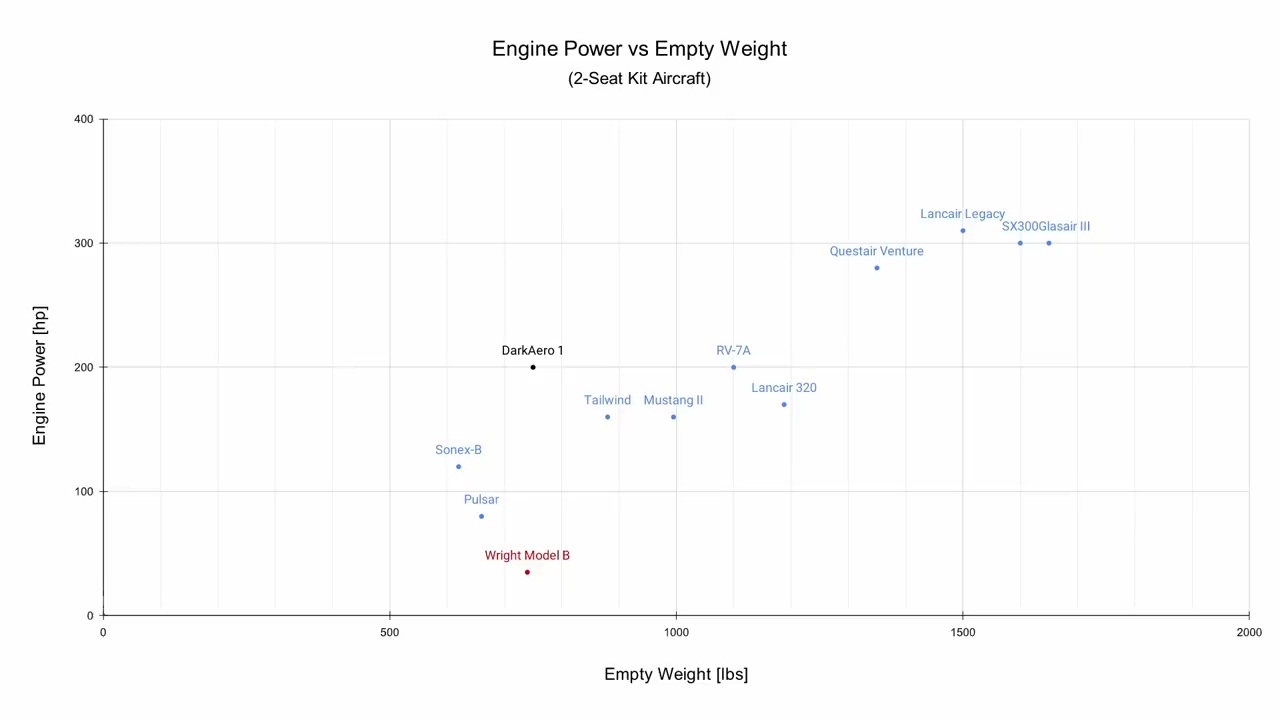 Engine Power vs Empty Weight
(2-Seat Kit Aircraft)
400
Lancair Legacy
SX300Glasair III
300
Questair Venture
Engine Power [hp]
DarkAero 1
RV-7A
200
Lancair 320
Tailwind
Mustang II
Sonex-B
100
Pulsar
Wright Model B
0
0 500 1000 1500 2000
Empty Weight [lbs]